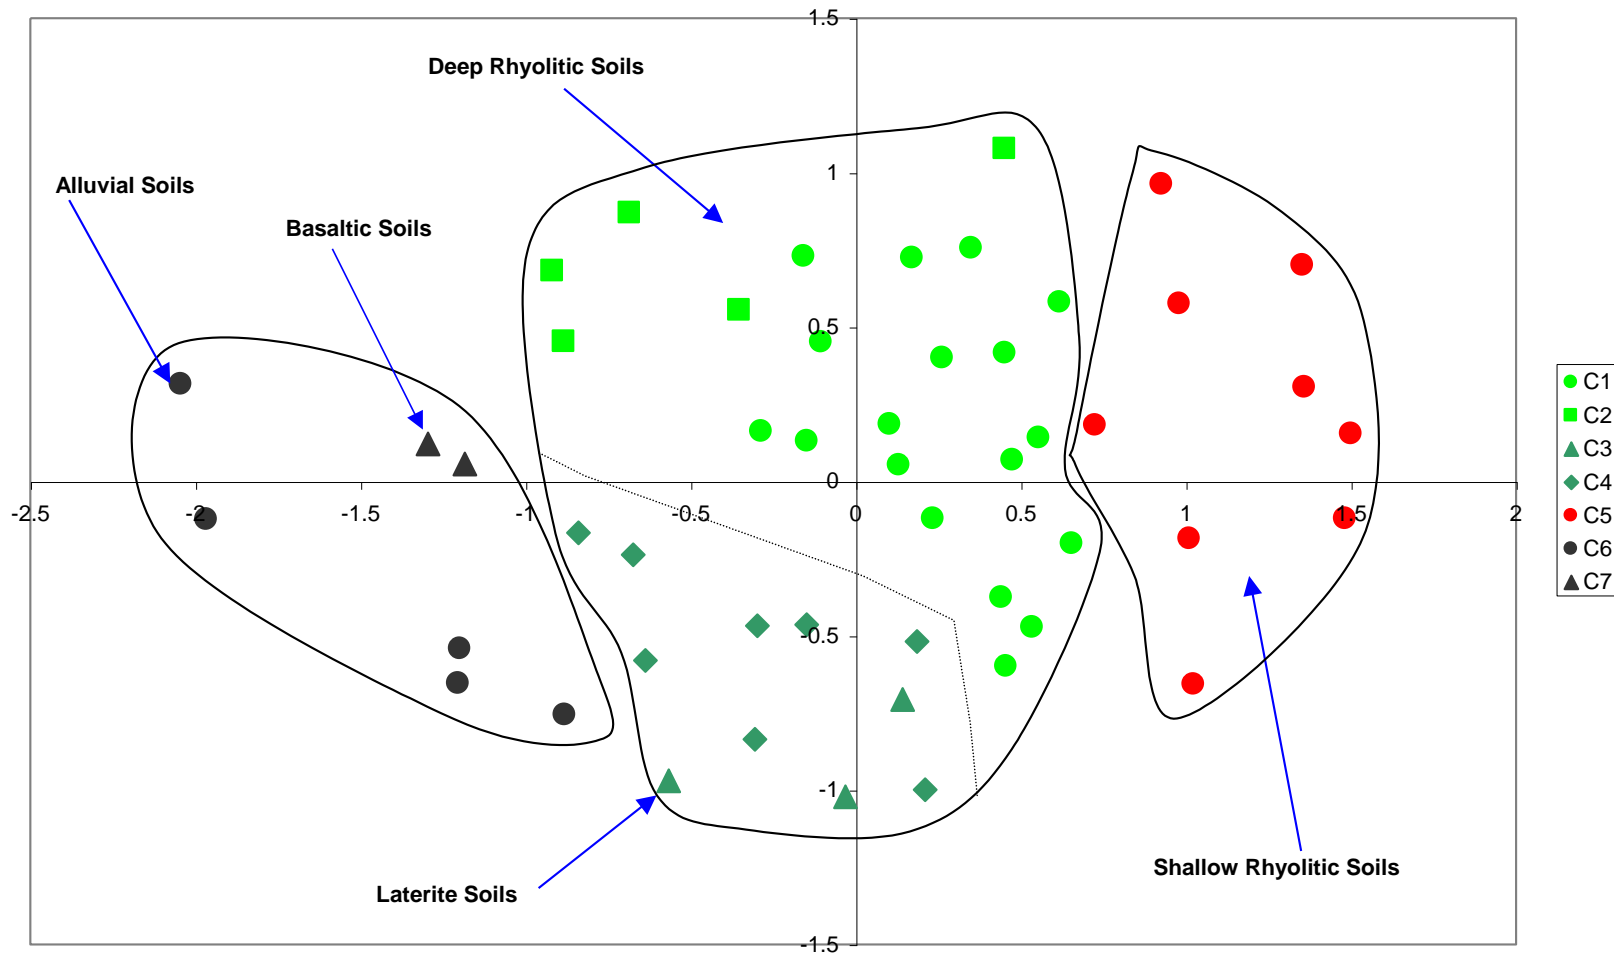 1.5
Deep Rhyolitic Soils
1
Alluvial Soils
Basaltic Soils
0.5
C1
C2
C3
0
C4
-2.5 -2 -1.5 -1 -0.5 0 0.5 1 1.5 2
C5
C6
C7
-0.5
-1
Shallow Rhyolitic Soils
Laterite Soils
-1.5